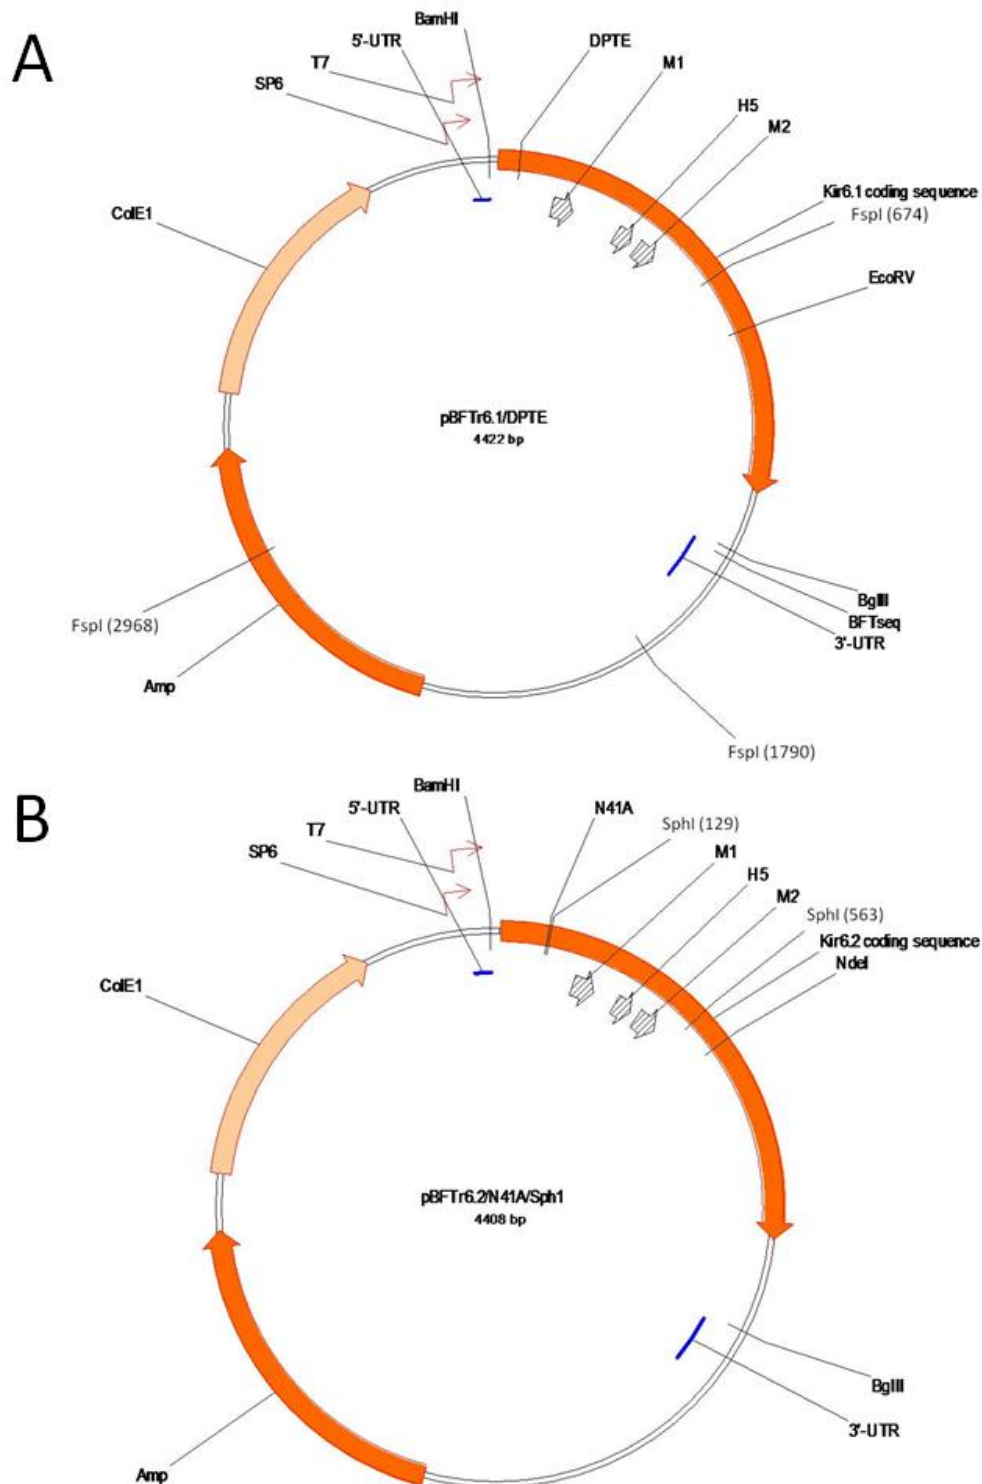 A
BamHI
5'-UTR
DPTE
T7
M1
SP6
H5
M2
Kir6.1 coding sequence
FspI (674)
ColE1
EcoRV
pBFTr6.1/DPTE
4422 bp
BglII
FspI (2968)
BFTseq
3'-UTR
Amp
FspI (1790)
B
BamHI
5'-UTR
N41A
SphI (129)
T7
M1
SP6
H5
M2
SphI (563)
Kir6.2 coding sequence
NdeI
ColE1
pBFTr6.2/N41A/Sph1
4408 bp
BglII
3'-UTR
Amp